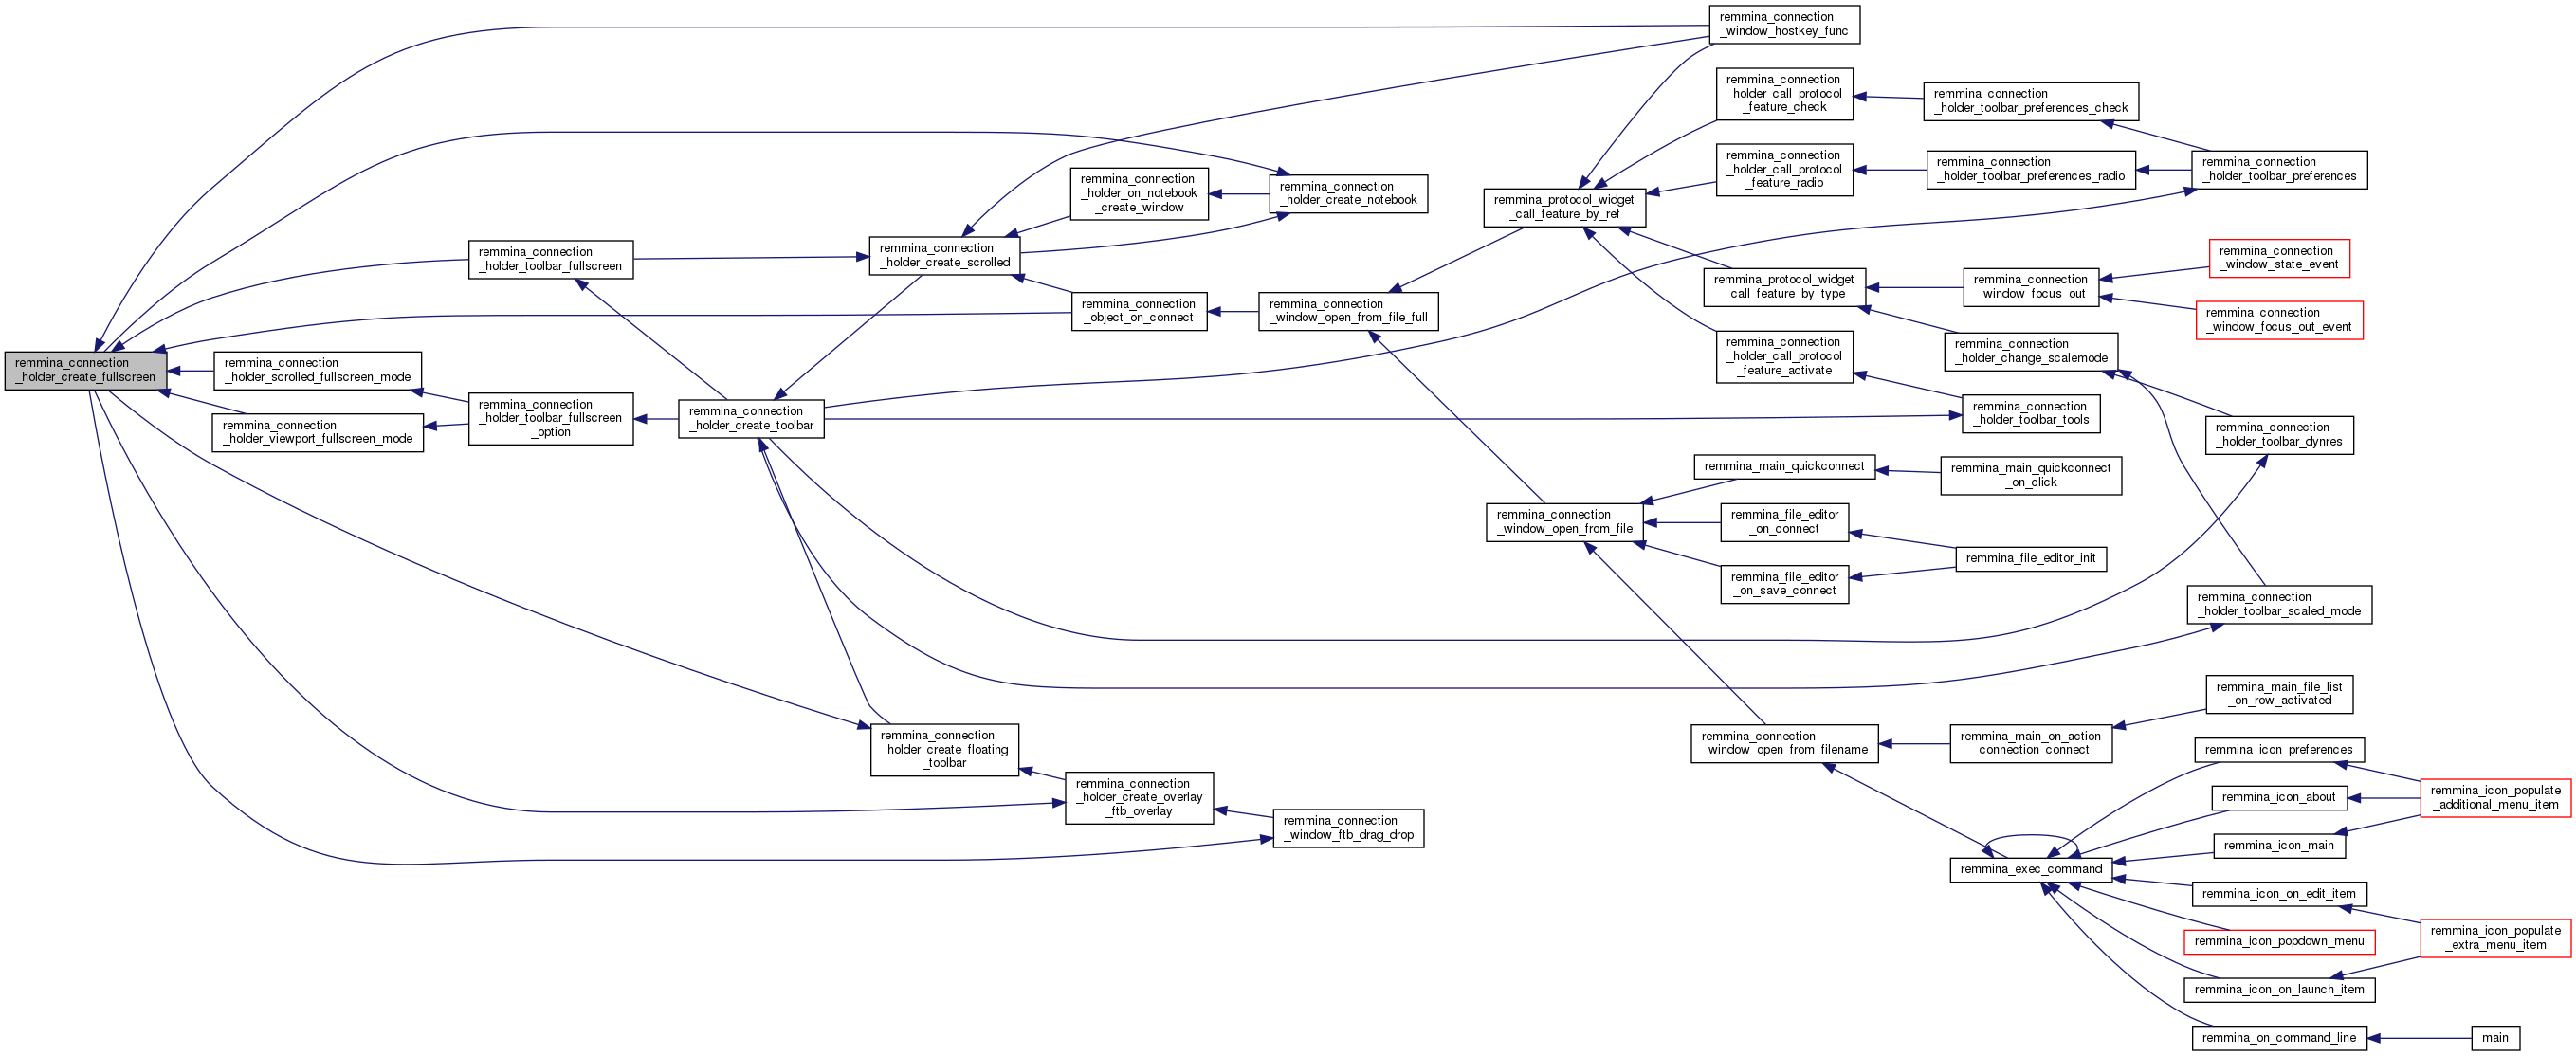 remmina_connection
_holder_create_fullscreen
remmina_connection
_window_hostkey_func
remmina_connection
_holder_create_notebook
remmina_connection
_holder_toolbar_fullscreen
remmina_connection
_object_on_connect
remmina_connection
_holder_scrolled_fullscreen_mode
remmina_connection
_holder_viewport_fullscreen_mode
remmina_connection
_holder_toolbar_fullscreen
_option
remmina_connection
_holder_create_toolbar
remmina_connection
_holder_create_scrolled
remmina_connection
_holder_on_notebook
_create_window
remmina_connection
_holder_create_floating
_toolbar
remmina_connection
_holder_create_overlay
_ftb_overlay
remmina_connection
_window_ftb_drag_drop
remmina_connection
_window_open_from_file_full
remmina_protocol_widget
_call_feature_by_ref
remmina_connection
_holder_call_protocol
_feature_check
remmina_connection
_holder_toolbar_preferences_check
remmina_connection
_holder_call_protocol
_feature_radio
remmina_connection
_holder_toolbar_preferences_radio
remmina_connection
_holder_toolbar_preferences
remmina_protocol_widget
_call_feature_by_type
remmina_connection
_window_focus_out
remmina_connection
_window_state_event
remmina_connection
_window_focus_out_event
remmina_connection
_holder_change_scalemode
remmina_connection
_holder_call_protocol
_feature_activate
remmina_connection
_holder_toolbar_tools
remmina_connection
_holder_toolbar_dynres
remmina_connection
_holder_toolbar_scaled_mode
remmina_connection
_window_open_from_file
remmina_main_quickconnect
remmina_main_quickconnect
_on_click
remmina_file_editor
_on_connect
remmina_file_editor
_on_save_connect
remmina_file_editor_init
remmina_connection
_window_open_from_filename
remmina_main_on_action
_connection_connect
remmina_main_file_list
_on_row_activated
remmina_exec_command
remmina_icon_preferences
remmina_icon_about
remmina_icon_main
remmina_icon_populate
_additional_menu_item
remmina_icon_on_edit_item
remmina_icon_popdown_menu
remmina_icon_on_launch_item
remmina_icon_populate
_extra_menu_item
remmina_on_command_line
main